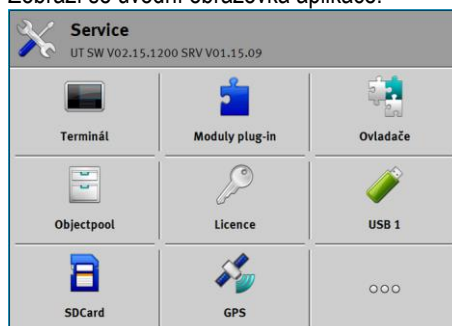 Zobrazí se úvodní obrazovka aplikace:
Service
UT SW V02.15.1200 SRV V01.15.09
Terminál
Moduly plug-in
Ovladače
Objectpool
Licence
USB 1
SDCard
GPS